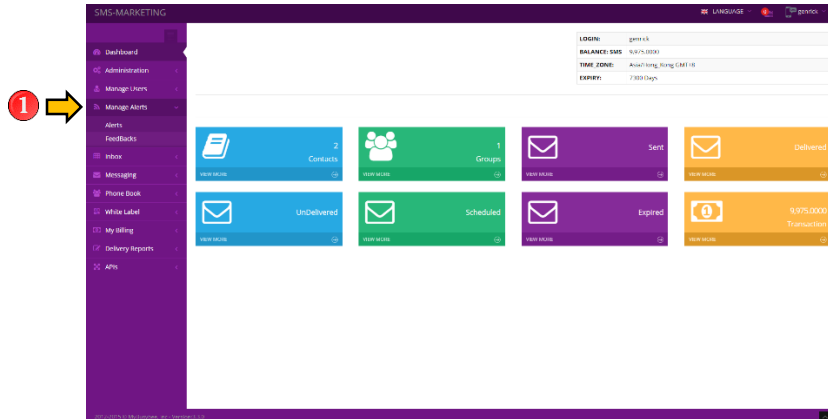 SMS-MARKETING
LANGUAGE
genrick
Dashboard
Administration
Manage Users
Manage Alerts
Alerts
FeedBacks
Inbox
Messaging
Phone Book
White Label
My Billing
Delivery Reports
APIs
1
LOGIN: genrick
BALANCE: SMS 9,975.0000
TIME_ZONE: Asia/Hong_Kong GMT+8
EXPIRY: 7300 Days
2
Contacts
VIEW MORE
1
Groups
VIEW MORE
Sent
VIEW MORE
Delivered
VIEW MORE
UnDelivered
VIEW MORE
Scheduled
VIEW MORE
Expired
VIEW MORE
9,975.0000
Transaction
VIEW MORE